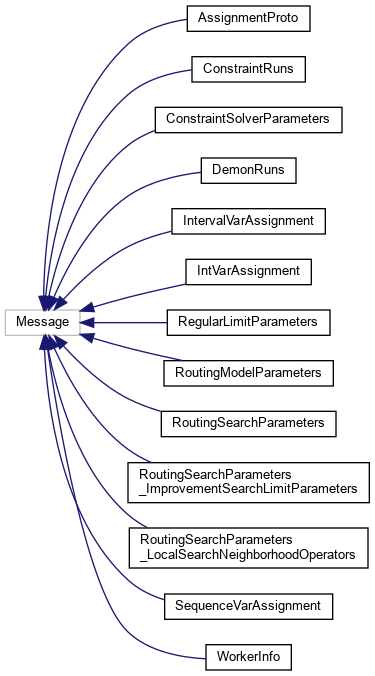 AssignmentProto
ConstraintRuns
ConstraintSolverParameters
DemonRuns
IntervalVarAssignment
IntVarAssignment
Message
RegularLimitParameters
RoutingModelParameters
RoutingSearchParameters
RoutingSearchParameters
_ImprovementSearchLimitParameters
RoutingSearchParameters
_LocalSearchNeighborhoodOperators
SequenceVarAssignment
WorkerInfo